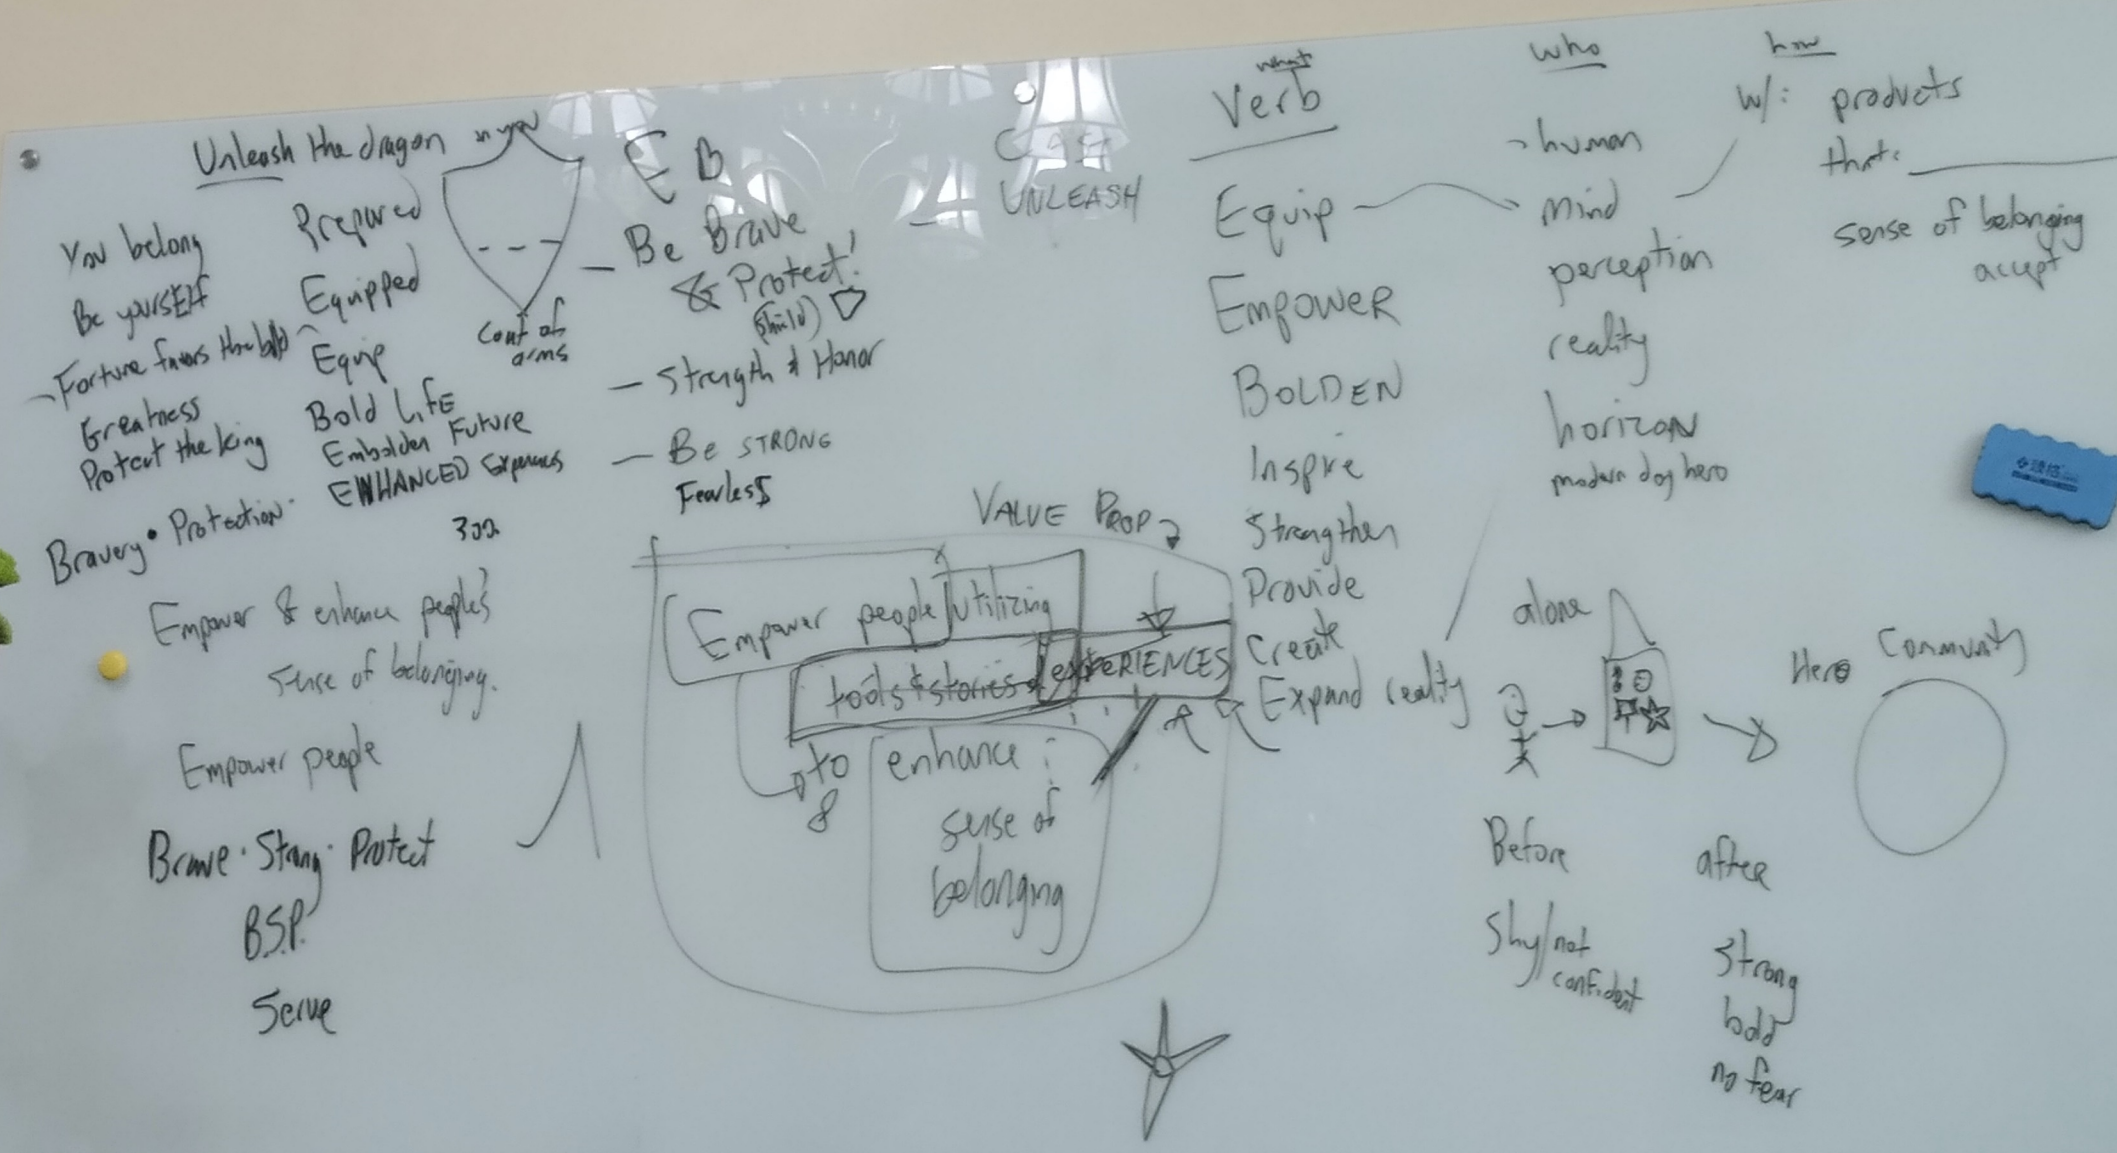 Unleash the dragon in you
You belong
Be yourSELF
Fortune favors the bold
Greatness
Protect the king
Bravery • Protection
Prepared
Equipped
Equip
Bold LifE
Embolden Future
ENHANCED Experiences
300
coat of
arms
EB
- Be Brave
& Protect!
(Shield)
- Strength & Honor
- Be STRONG
Fearless
UNLEASH
Empower & enhance peoples'
sense of belonging.
Empower people
Brave • Strong • Protect
B.S.P.
Serve
VALUE PROP
Empower people utilizing
tools & stories & experIENCES
to
enhance
sense of
belonging
what
Verb
Equip
Empower
BOLDEN
Inspire
Strengthen
Provide
Create
Expand reality
who
human
mind
perception
reality
horizon
modern dog hero
how
w/: products
that:
sense of belonging
accept
alone
Hero Community
Before
Shy/not
confident
after
strong
bold
no fear